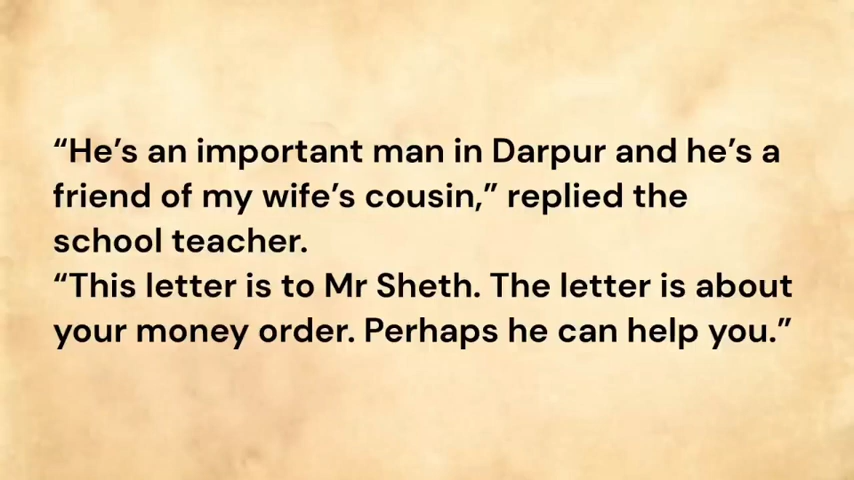 “He’s an important man in Darpur and he’s a
friend of my wife’s cousin,” replied the
school teacher.
“This letter is to Mr Sheth. The letter is about
your money order. Perhaps he can help you.”